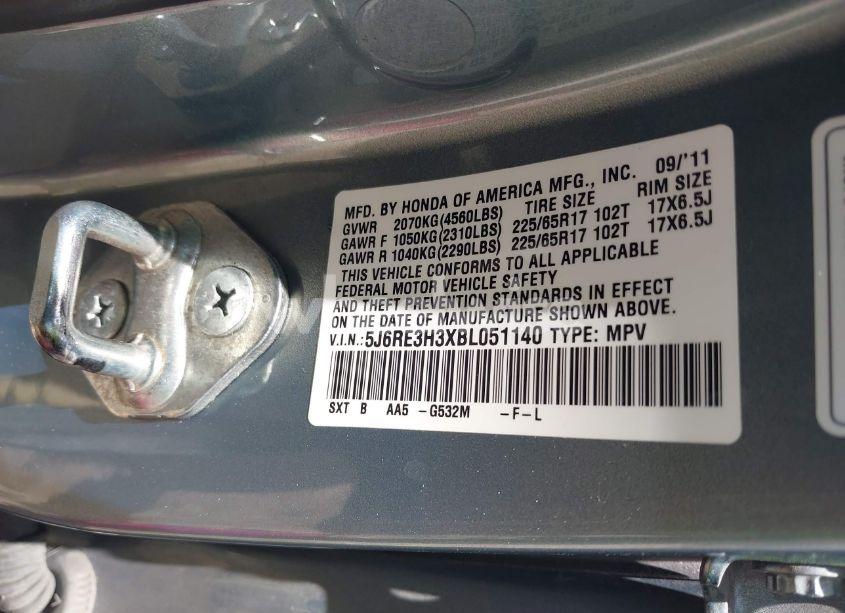 MFD. BY HONDA OF AMERICA MFG., INC. 09/'11
GVWR 2070KG(4560LBS) TIRE SIZE RIM SIZE
GAWR F 1050KG(2310LBS) 225/65R17 102T 17X6.5J
GAWR R 1040KG(2290LBS) 225/65R17 102T 17X6.5J
THIS VEHICLE CONFORMS TO ALL APPLICABLE
FEDERAL MOTOR VEHICLE SAFETY
AND THEFT PREVENTION STANDARDS IN EFFECT
ON THE DATE OF MANUFACTURE SHOWN ABOVE.
V.I.N.:5J6RE3H3XBL051140 TYPE: MPV
SXT B AA5 -G532M -F-L